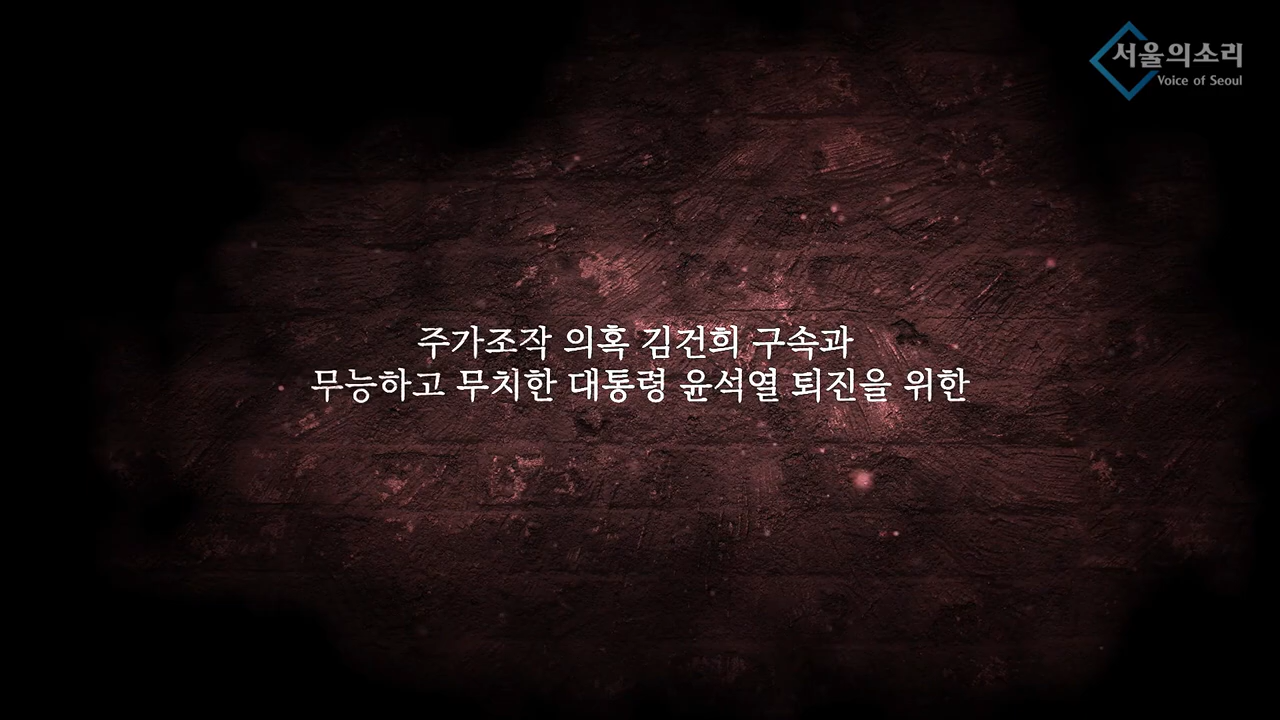 서울의소리
Voice of Seoul
주가조작 의혹 김건희 구속과
무능하고 무치한 대통령 윤석열 퇴진을 위한